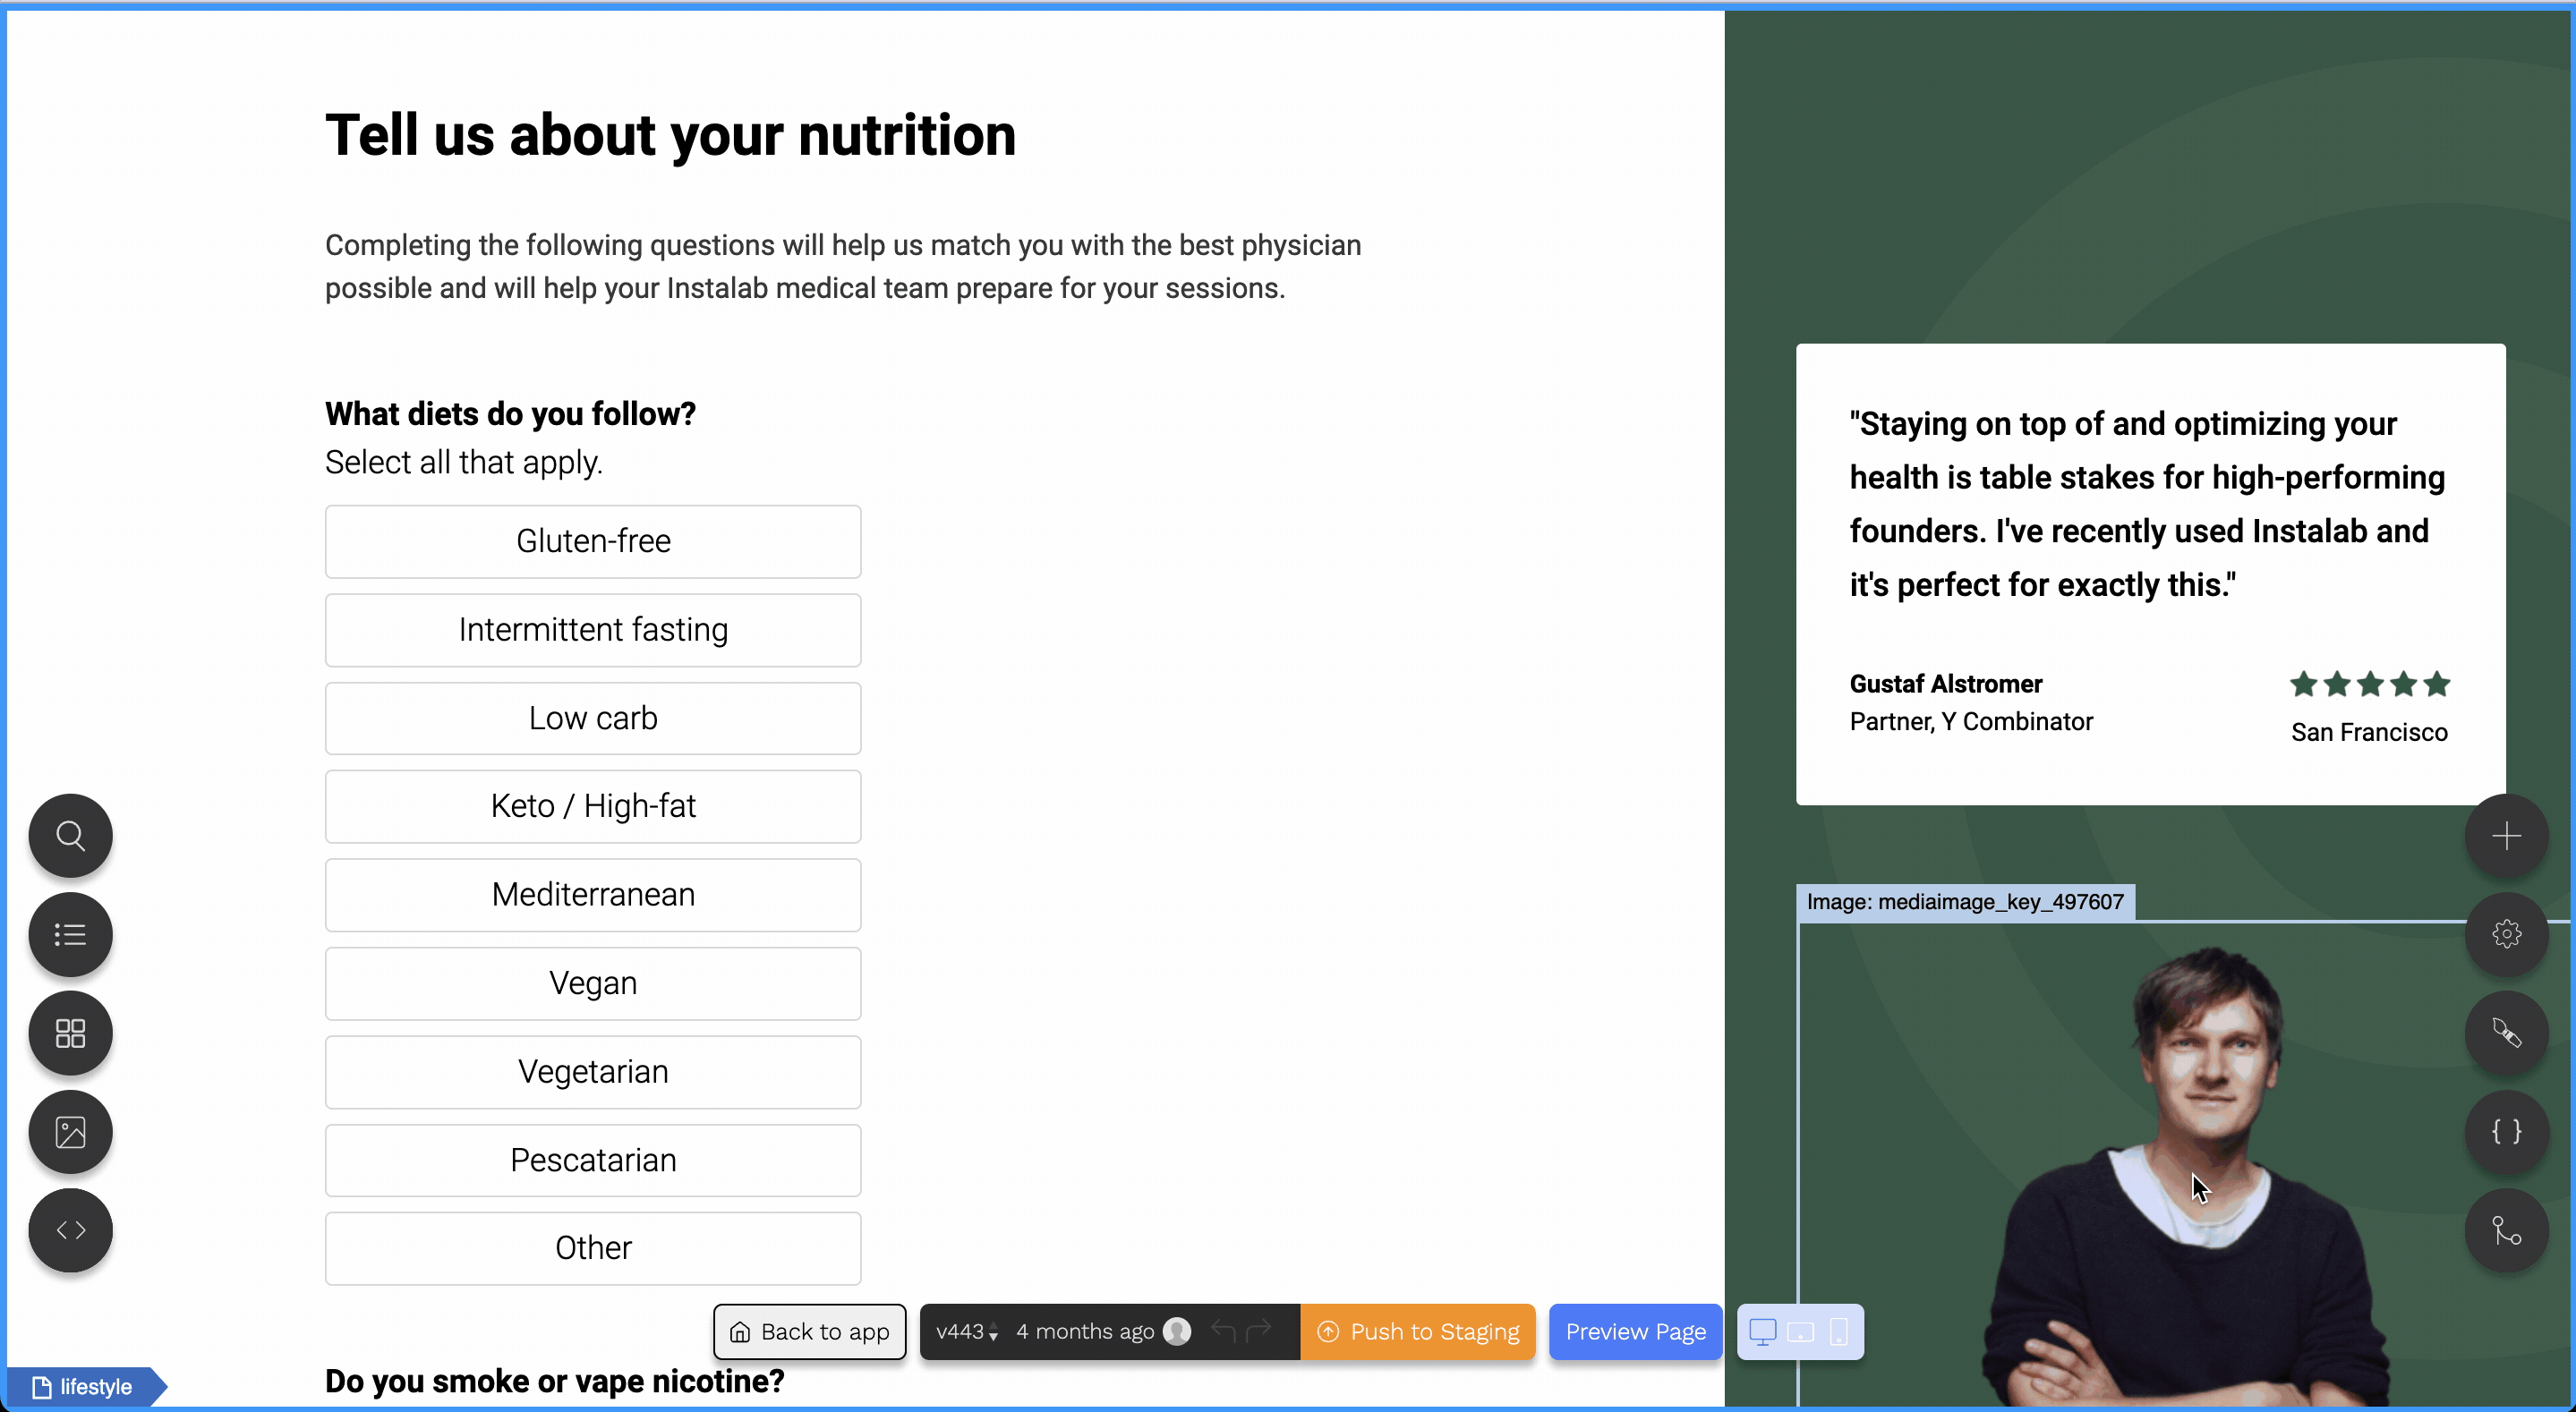 Tell us about your nutrition
Completing the following questions will help us match you with the best physician
possible and will help your Instalab medical team prepare for your sessions.
What diets do you follow?
Select all that apply.
Gluten-free
Intermittent fasting
Low carb
Keto / High-fat
Mediterranean
Vegan
Vegetarian
Pescatarian
Other
Do you smoke or vape nicotine?
"Staying on top of and optimizing your
health is table stakes for high-performing
founders. I've recently used Instalab and
it's perfect for exactly this."
Gustaf Alstromer
Partner, Y Combinator
San Francisco
Image: mediaimage_key_497607
{ }
< >
Back to app
v443
4 months ago
Push to Staging
Preview Page
lifestyle